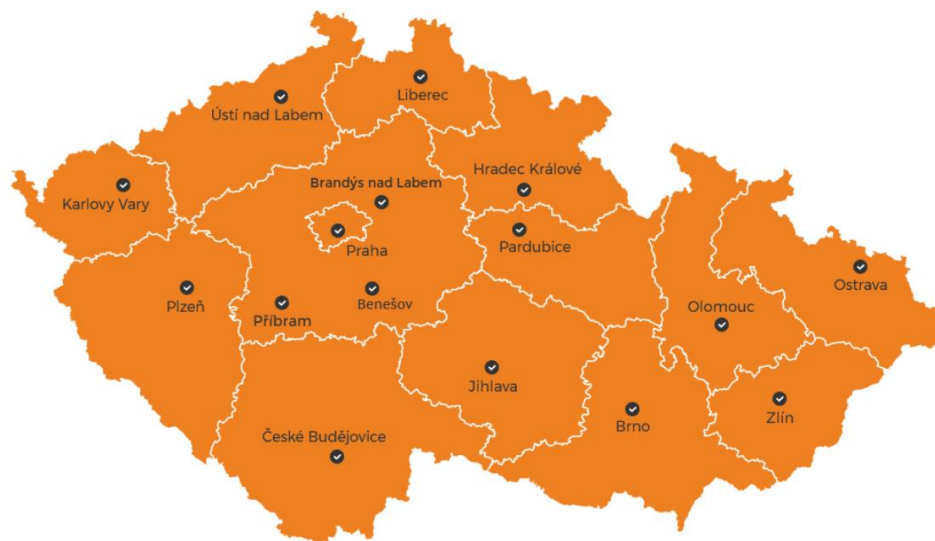 Liberec
Ústí nad Labem
Hradec Králové
Brandýs nad Labem
Karlovy Vary
Praha
Pardubice
Ostrava
Plzeň
Benešov
Olomouc
Příbram
Jihlava
Zlín
Brno
České Budějovice